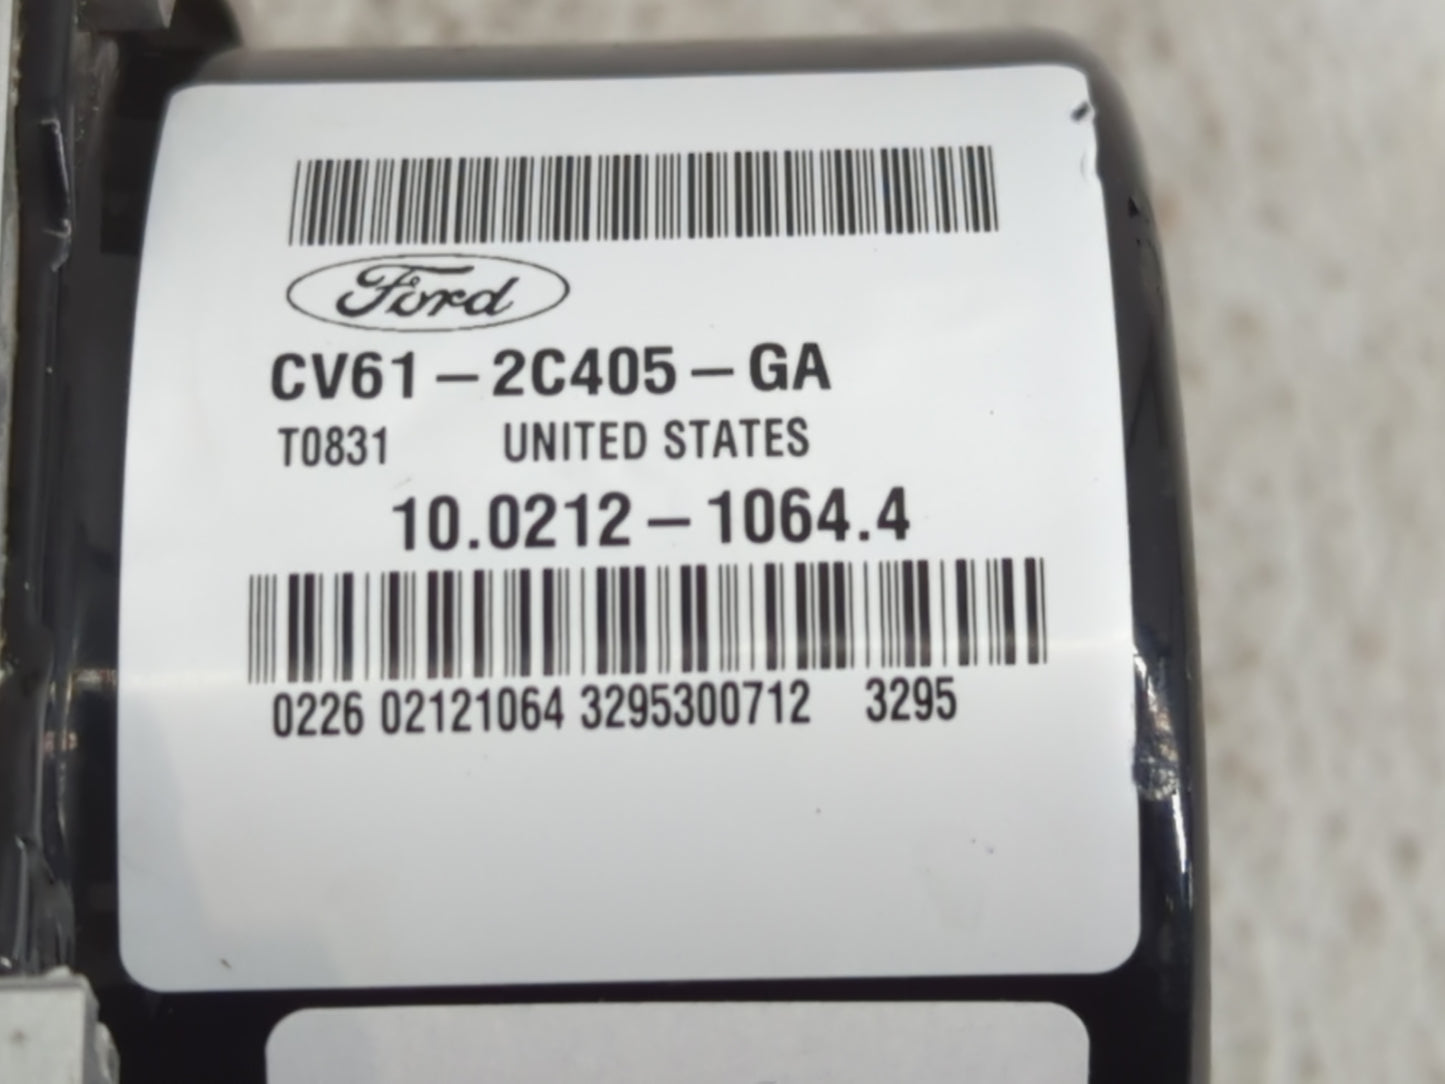 Ford
CV61-2C405-GA
T0831 UNITED STATES
10.0212-1064.4
0226 02121064 3295300712 3295